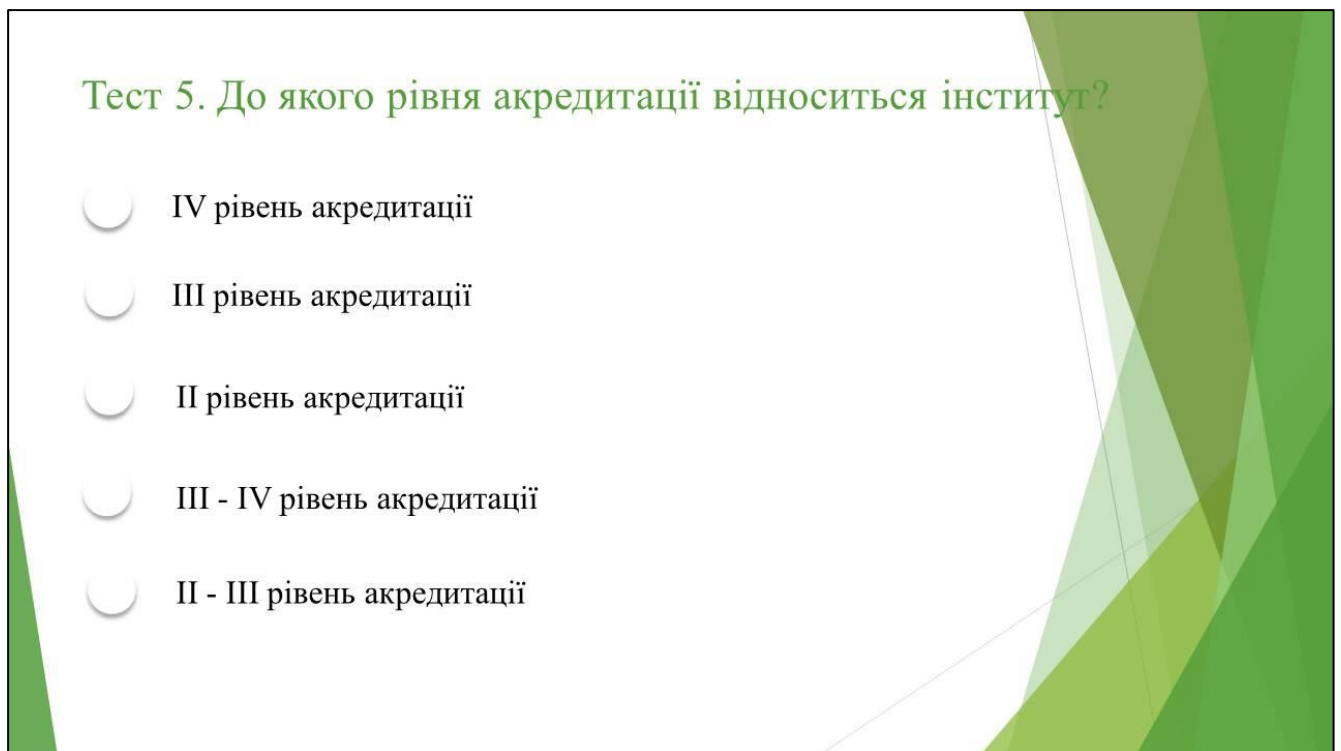 Тест 5. До якого рівня акредитації відноситься інститут?
IV рівень акредитації
III рівень акредитації
II рівень акредитації
III - IV рівень акредитації
II - III рівень акредитації